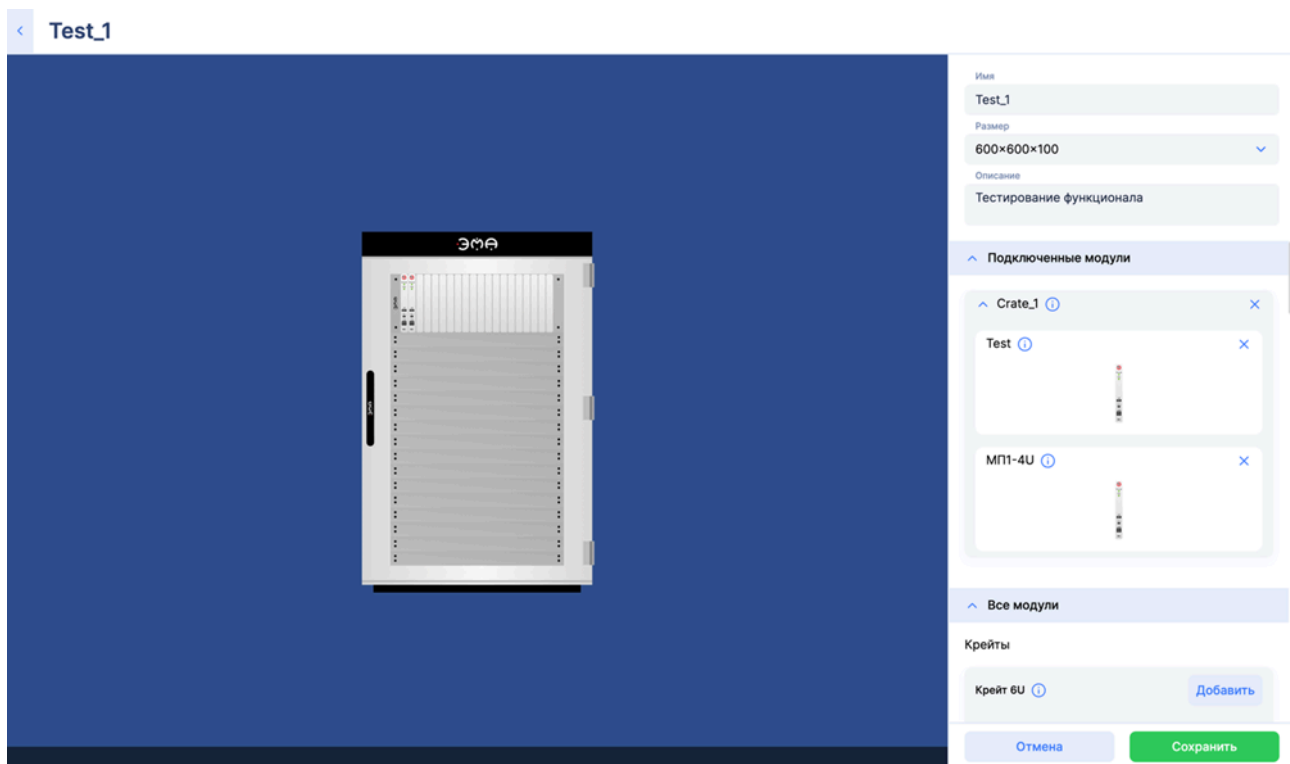 Test_1
ЭМА
Имя
Test_1
Размер
600×600×100
Описание
Тестирование функционала
Подключенные модули
Crate_1
Test
МП1-4U
Все модули
Крейты
Крейт 6U
Добавить
Отмена
Сохранить